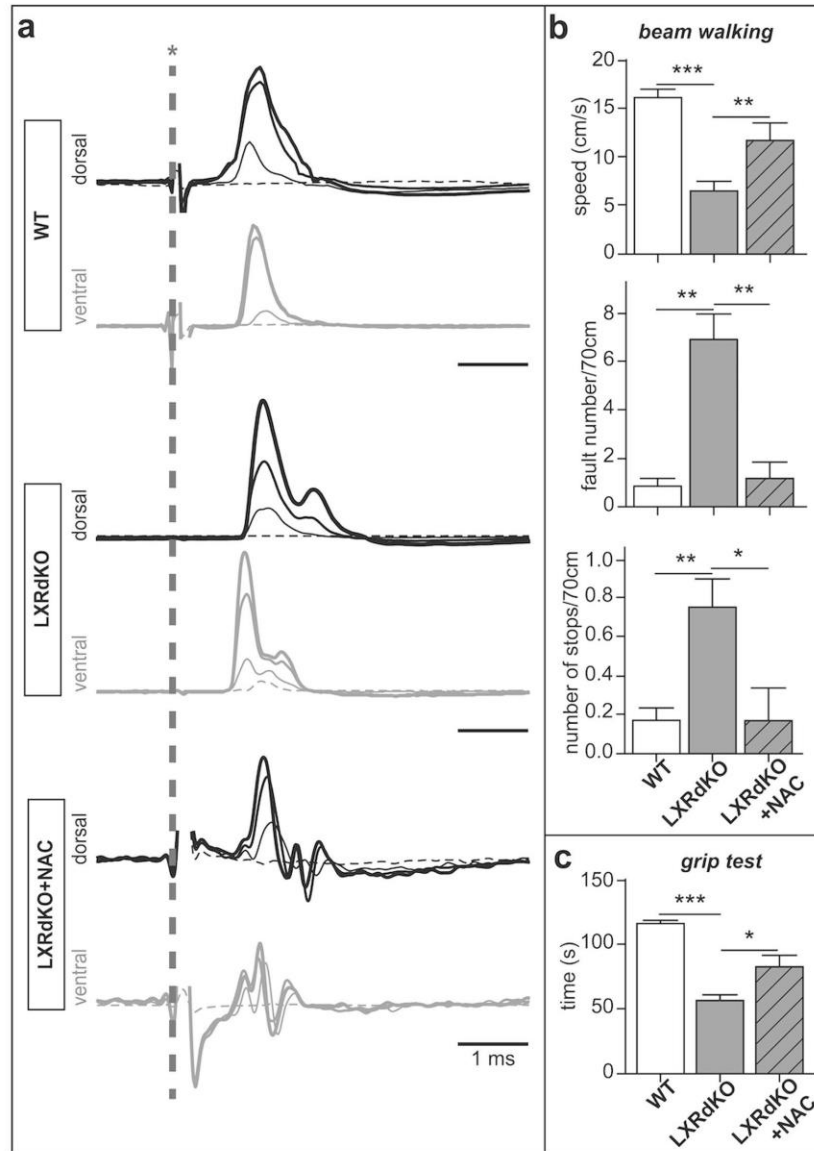 a
*
WT
dorsal
ventral
LXRdKO
dorsal
ventral
LXRdKO+NAC
dorsal
ventral
1 ms
b
beam walking
speed (cm/s)
20
15
10
5
0
***
**
fault number/70cm
8
6
4
2
0
**
**
number of stops/70cm
1.0
0.8
0.6
0.4
0.2
0.0
**
*
WT
LXRdKO
LXRdKO
+NAC
c
grip test
time (s)
150
100
50
0
***
*
WT
LXRdKO
LXRdKO
+NAC